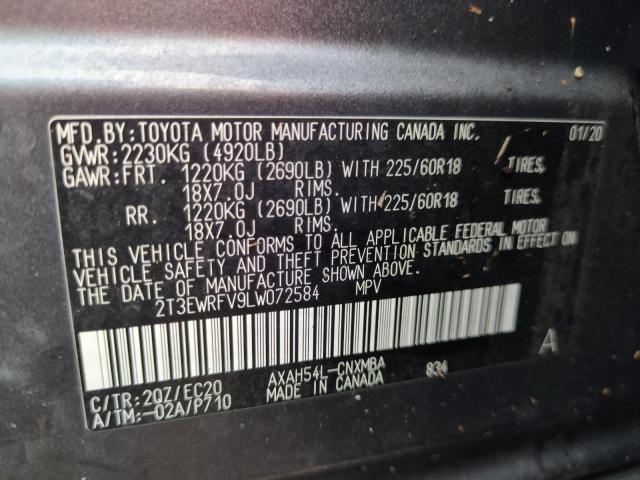 MFD. BY: TOYOTA MOTOR MANUFACTURING CANADA INC. 01/20
GVWR: 2230KG (4920LB)
GAWR: FRT. 1220KG (2690LB) WITH 225/60R18 TIRES,
18X7.0J RIMS.
RR. 1220KG (2690LB) WITH 225/60R18 TIRES,
18X7.0J RIMS.
THIS VEHICLE CONFORMS TO ALL APPLICABLE FEDERAL MOTOR
VEHICLE SAFETY AND THEFT PREVENTION STANDARDS IN EFFECT ON
THE DATE OF MANUFACTURE SHOWN ABOVE.
2T3EWRFV9LW072584 MPV
A
C/TR: 2QZ/EC20 AXAH54L-CNXMBA 834
A/TM: -02A/P710 MADE IN CANADA